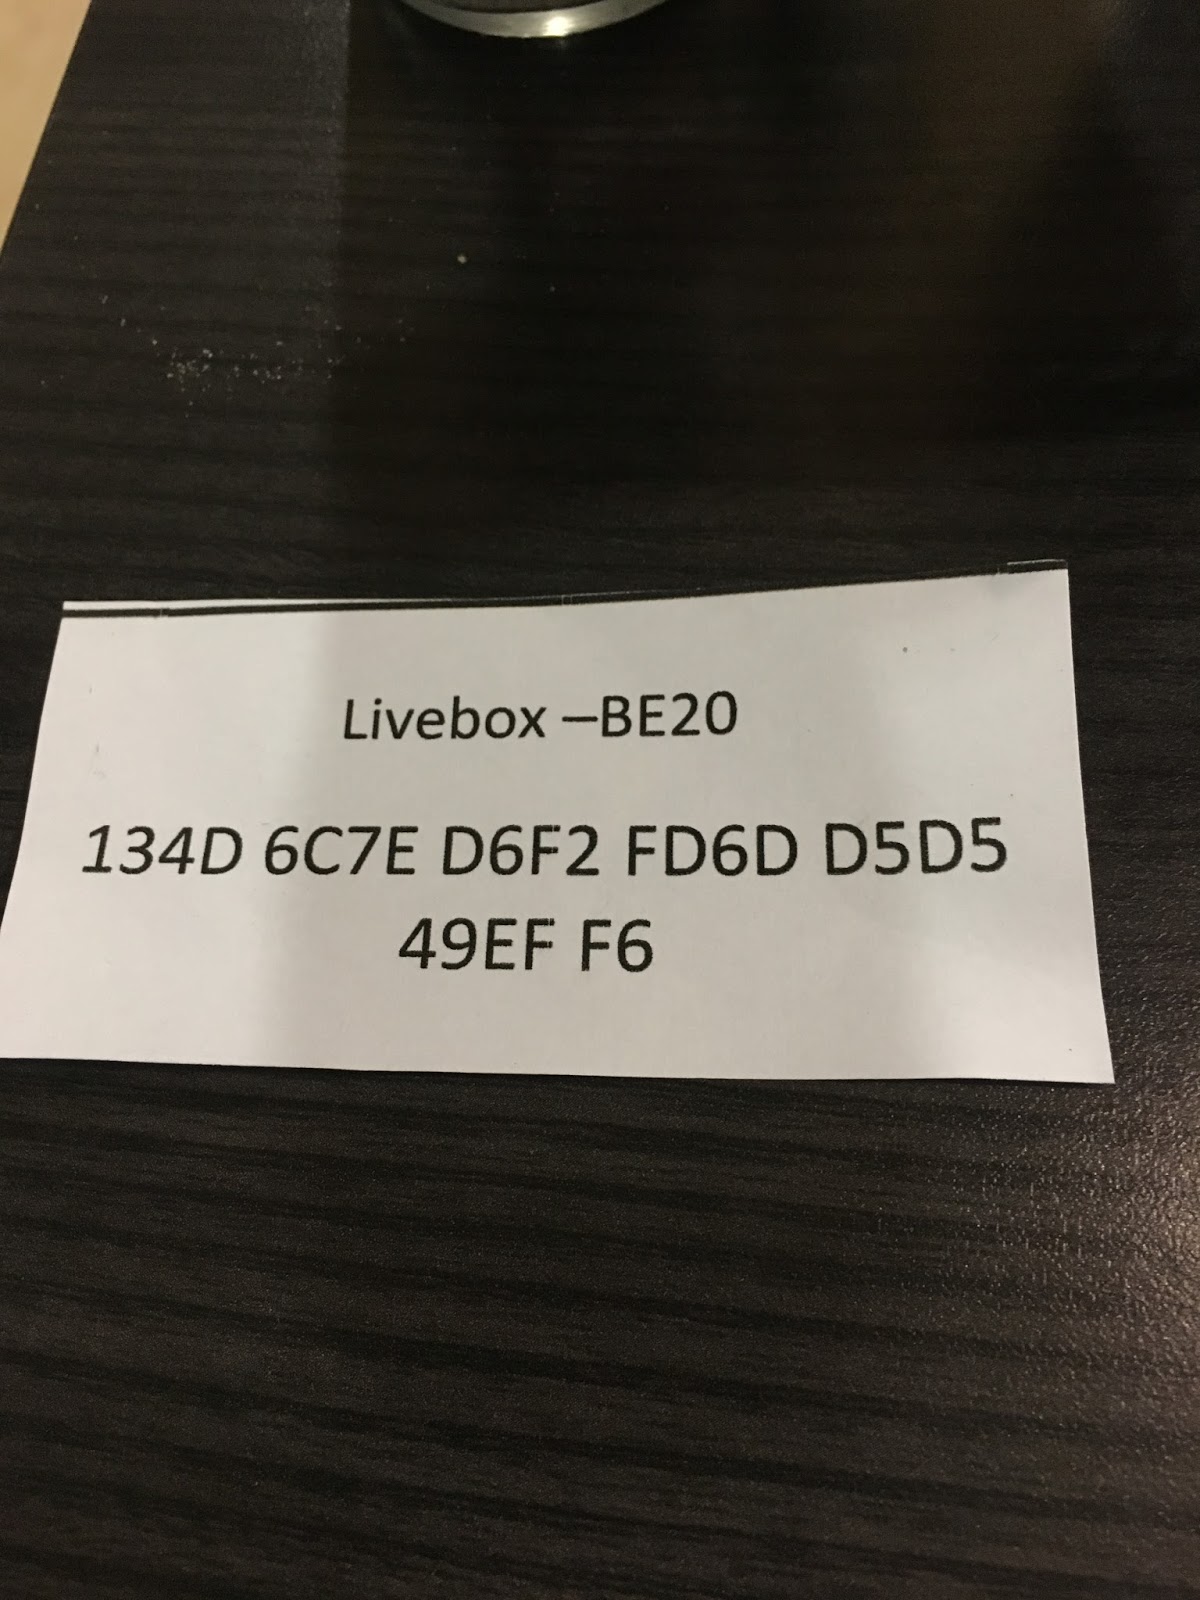 Livebox –BE20
134D 6C7E D6F2 FD6D D5D5
49EF F6